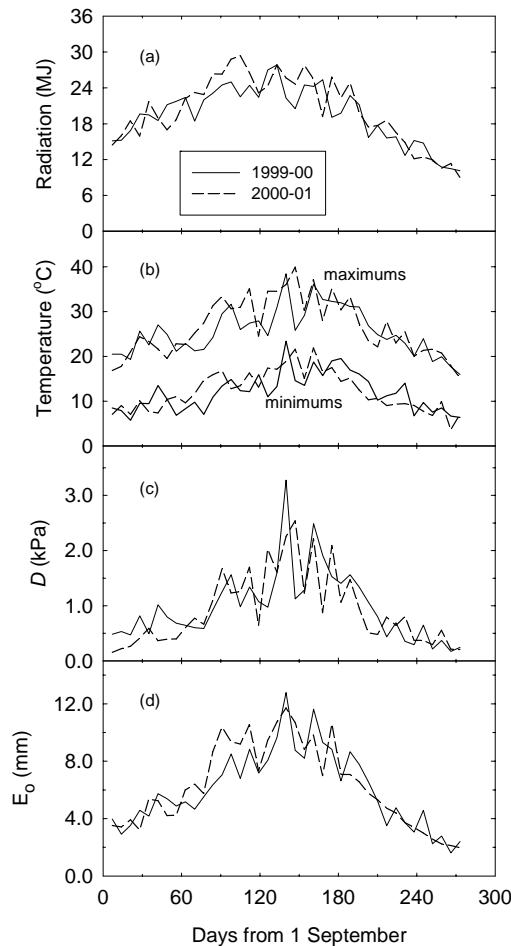 36
30
24
18
12
6
0
Radiation (MJ)
(a)
1999-00
2000-01
40
30
20
10
0
Temperature (°C)
(b)
maximums
minimums
3.0
2.0
1.0
0.0
D (kPa)
(c)
12.0
8.0
4.0
0.0
Eo (mm)
(d)
0 60 120 180 240 300
Days from 1 September